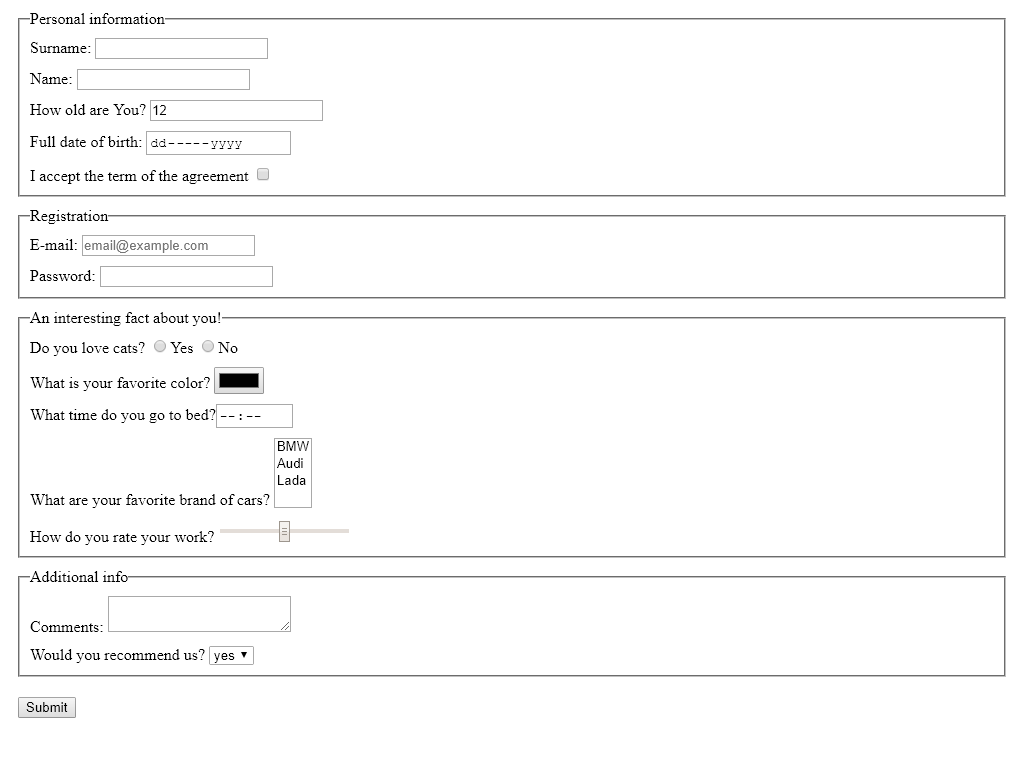 Personal information
Surname:
Name:
How old are You? 12
Full date of birth: dd-----yyyy
I accept the term of the agreement
Registration
E-mail: email@example.com
Password:
An interesting fact about you!
Do you love cats? Yes No
What is your favorite color?
What time do you go to bed? --:--
BMW
Audi
Lada
What are your favorite brand of cars?
How do you rate your work?
Additional info
Comments:
Would you recommend us? yes
Submit